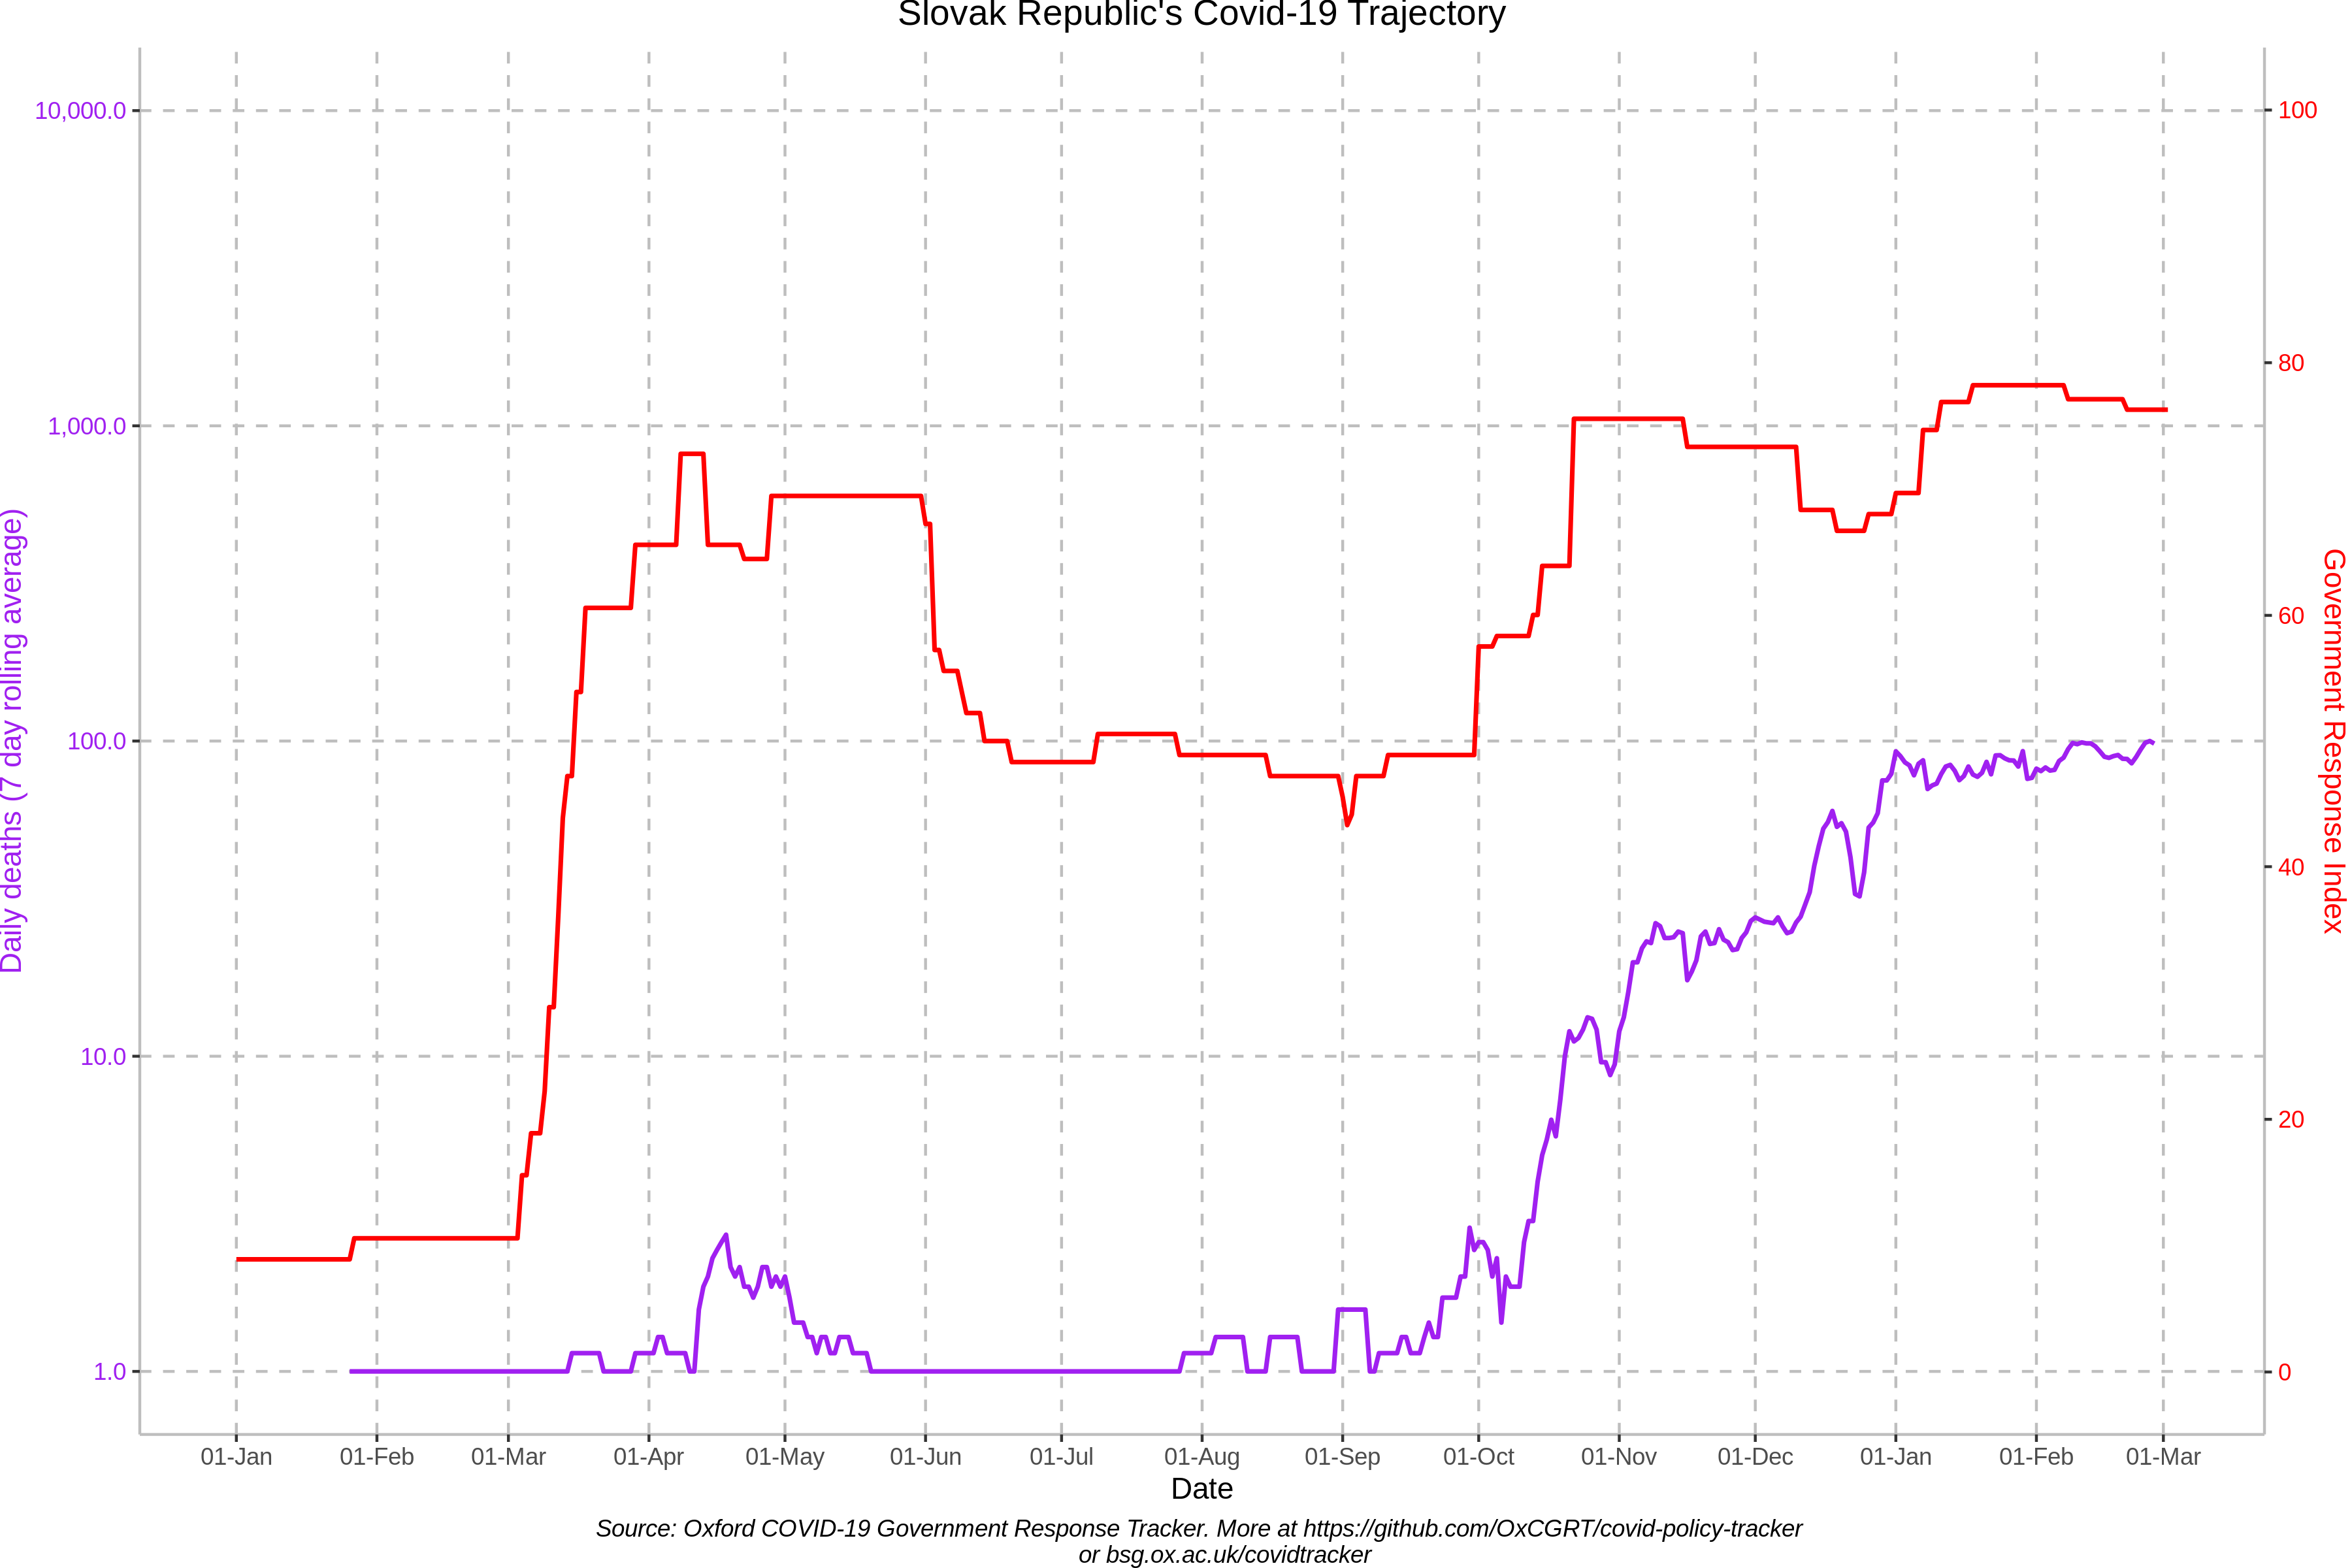 Slovak Republic's Covid-19 Trajectory
10,000.0
1,000.0
100.0
10.0
1.0
Daily deaths (7 day rolling average)
100
80
60
40
20
0
Government Response Index
01-Jan 01-Feb 01-Mar 01-Apr 01-May 01-Jun 01-Jul 01-Aug 01-Sep 01-Oct 01-Nov 01-Dec 01-Jan 01-Feb 01-Mar
Date
Source: Oxford COVID-19 Government Response Tracker. More at https://github.com/OxCGRT/covid-policy-tracker
or bsg.ox.ac.uk/covidtracker